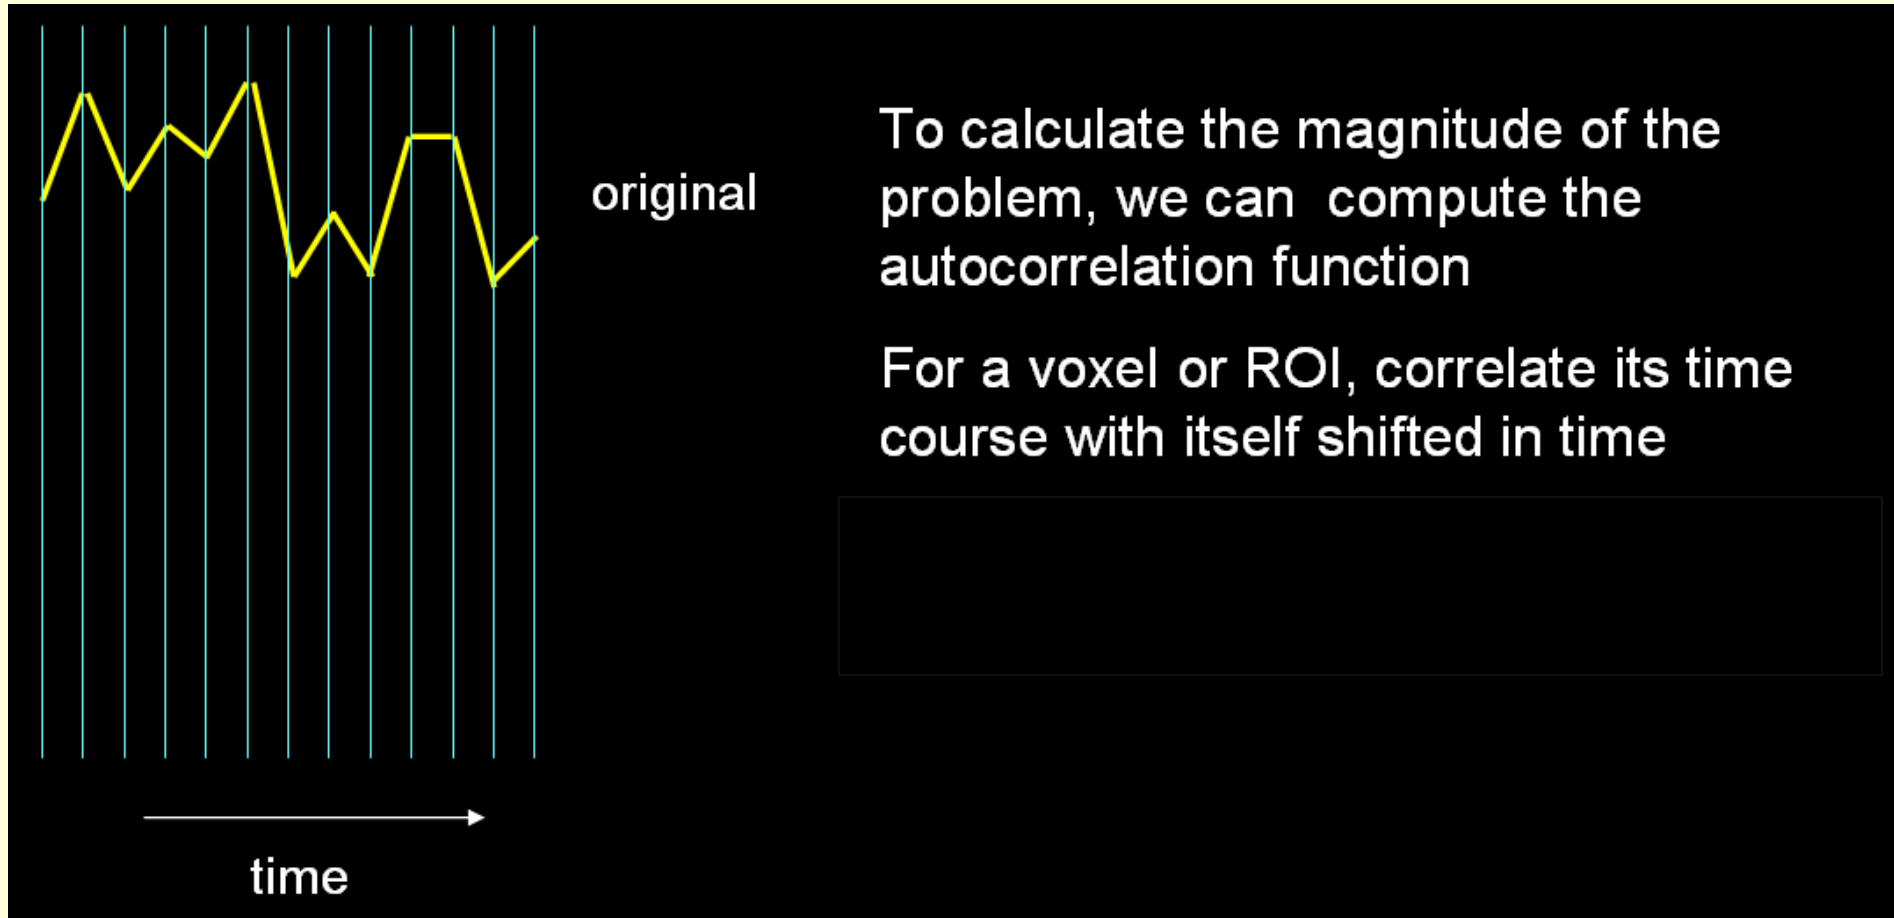 original
To calculate the magnitude of the
problem, we can  compute the
autocorrelation function
For a voxel or ROI, correlate its time
course with itself shifted in time
time